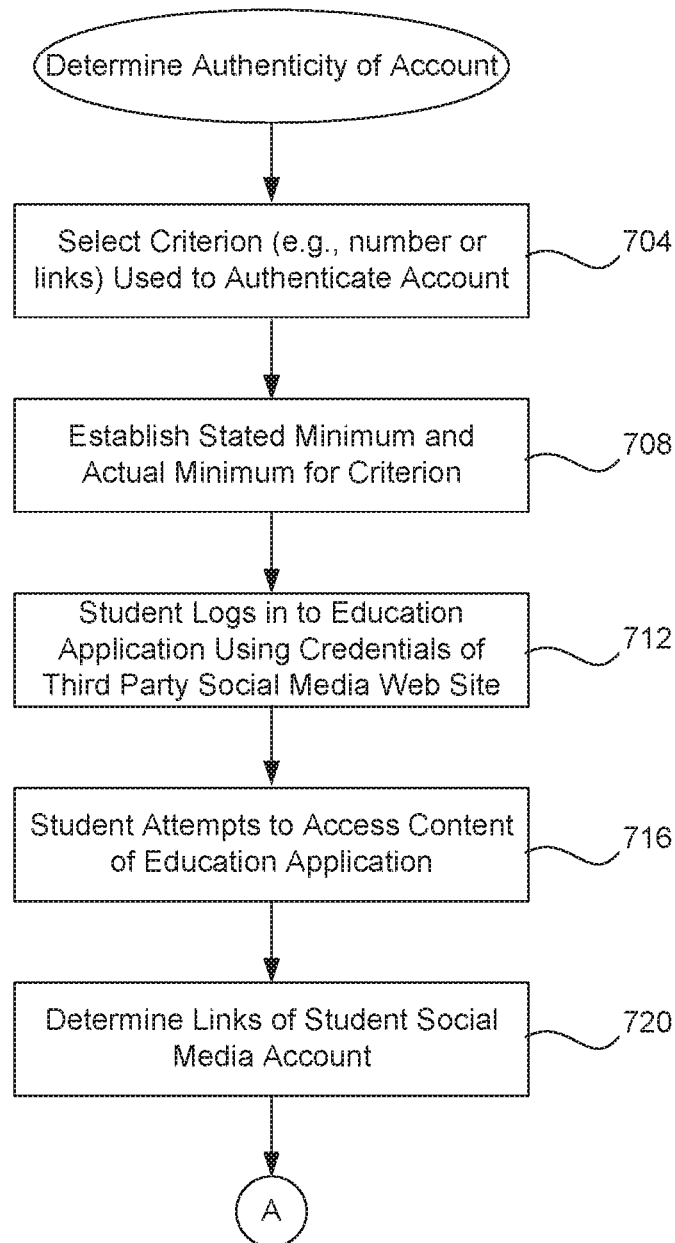 Determine Authenticity of Account
Select Criterion (e.g., number or
links) Used to Authenticate Account
704
Establish Stated Minimum and
Actual Minimum for Criterion
708
Student Logs in to Education
Application Using Credentials of
Third Party Social Media Web Site
712
Student Attempts to Access Content
of Education Application
716
Determine Links of Student Social
Media Account
720
A